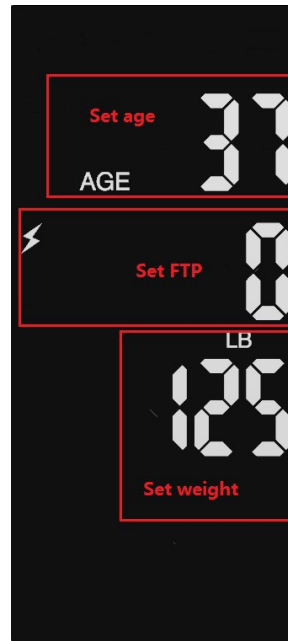 Set age
37
AGE
Set FTP
0
LB
125
Set weight